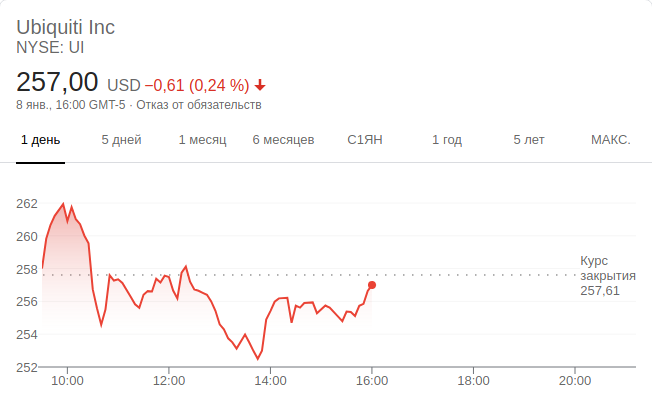 Ubiquiti Inc
NYSE: UI
257,00 USD −0,61 (0,24 %)
8 янв., 16:00 GMT-5 · Отказ от обязательств
1 день 5 дней 1 месяц 6 месяцев С1ЯН 1 год 5 лет МАКС.
262
260
258
256
254
252
Курс
закрытия
257,61
10:00 12:00 14:00 16:00 18:00 20:00